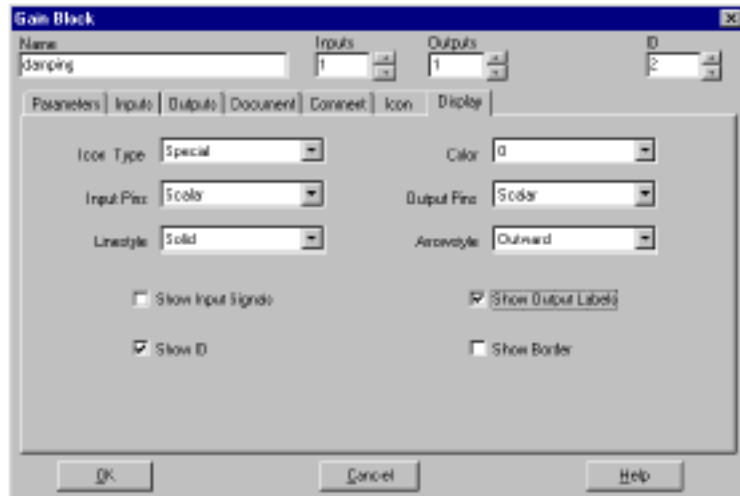 Gain Block
Name Inputs Outputs ID
damping 1 1 2
Parameters Inputs Outputs Document Comment Icon Display
Icon Type Special Color 0
Input Pins Scalar Output Pins Scalar
Linestyle Solid Arrowstyle Outward
Show Input Signals Show Output Labels
Show ID Show Border
OK Cancel Help